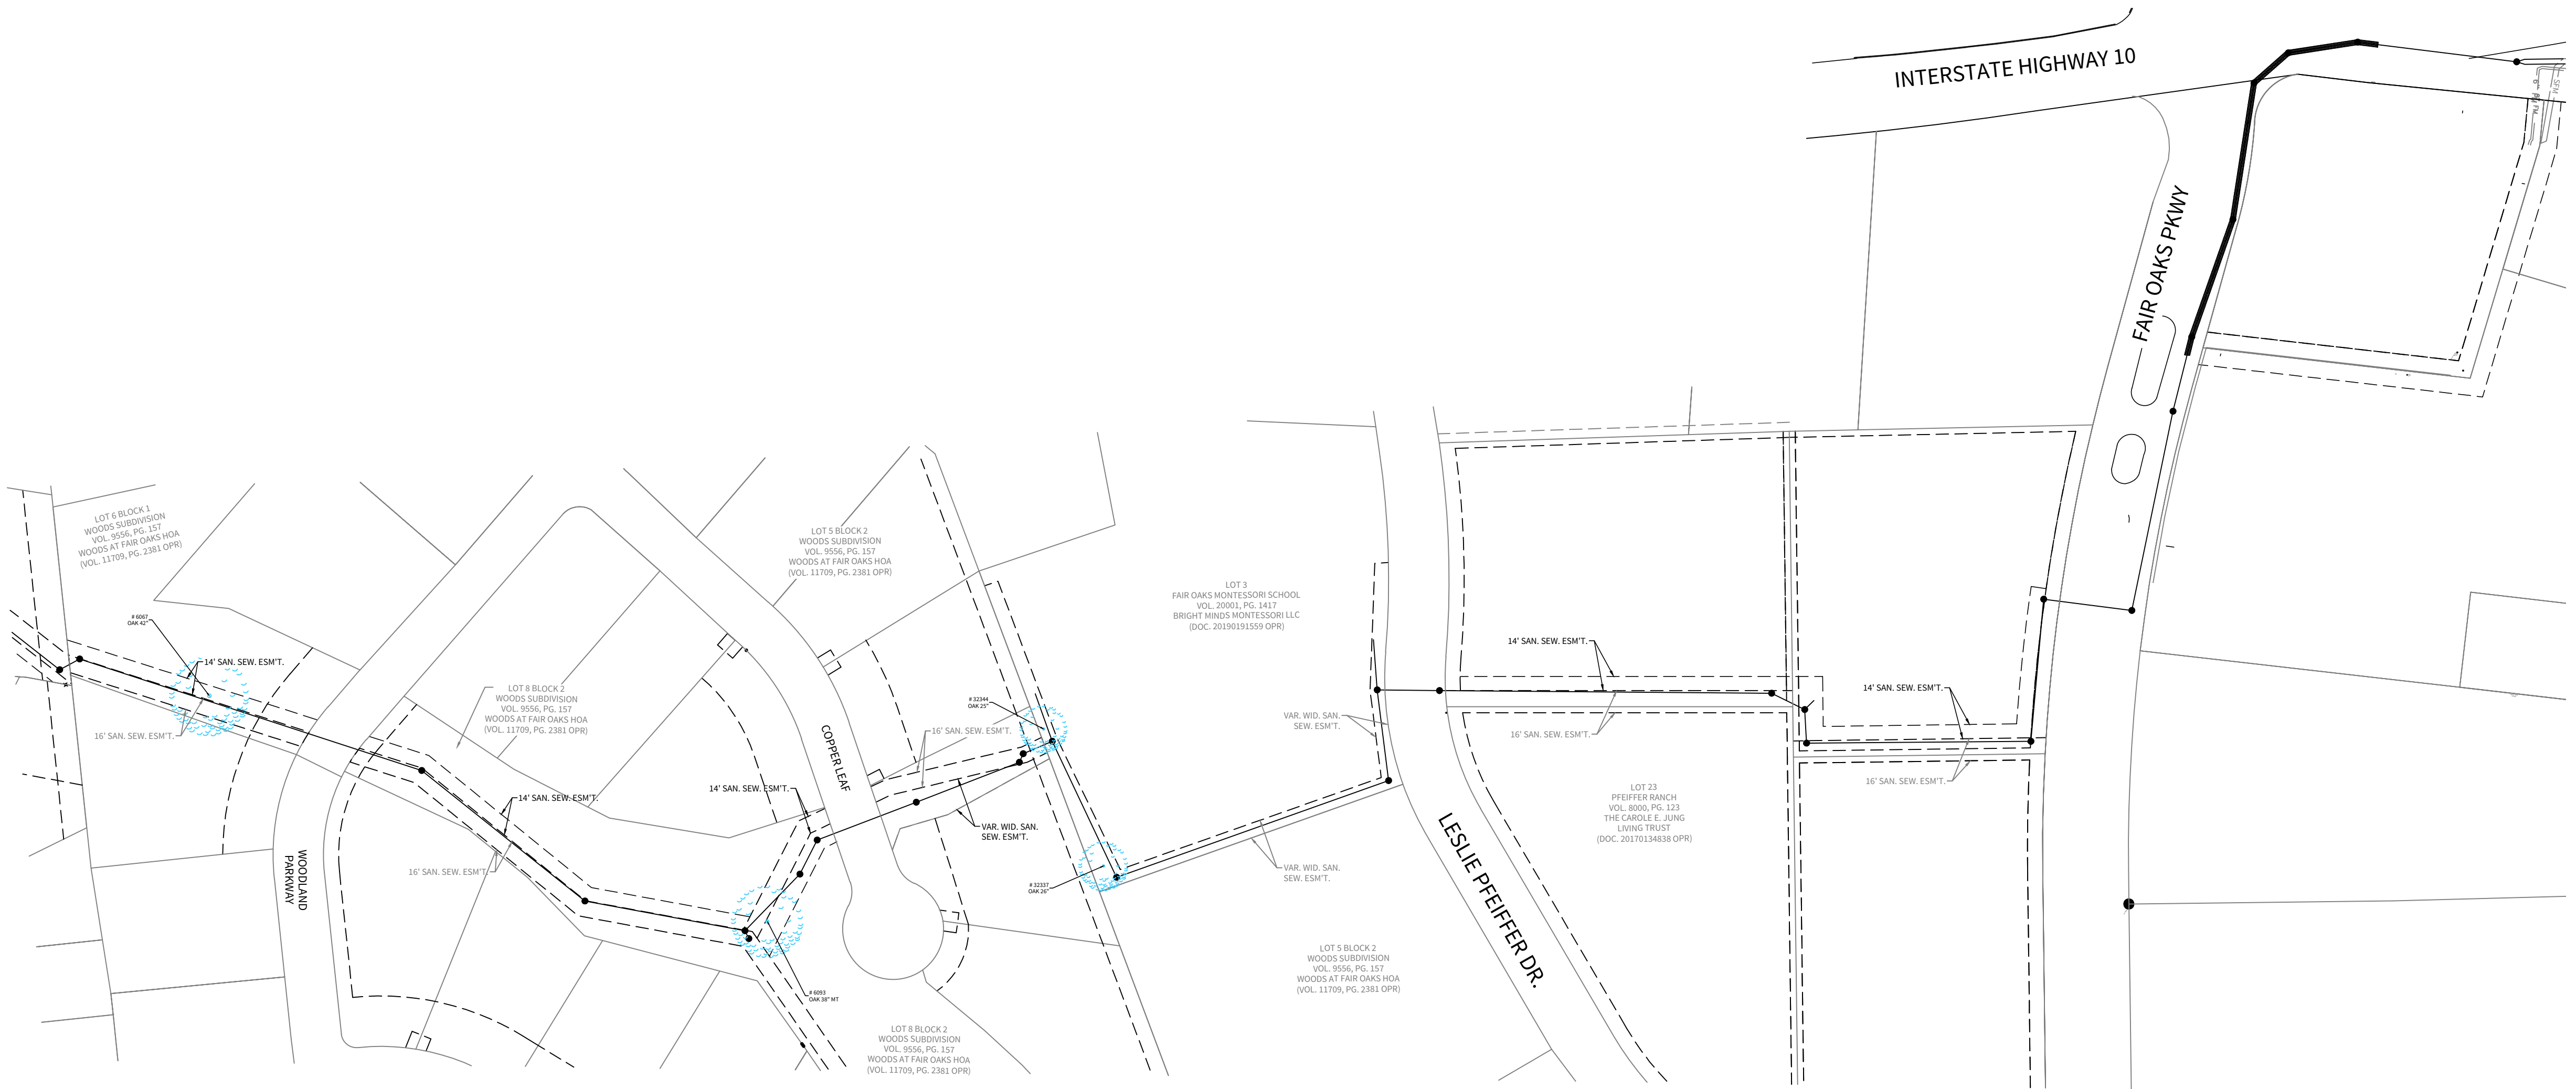 INTERSTATE HIGHWAY 10
FAIR OAKS PKWY
LOT 6 BLOCK 1
WOODS SUBDIVISION
VOL. 9556, PG. 157
WOODS AT FAIR OAKS HOA
(VOL. 11709, PG. 2381 OPR)
# 6067
OAK 42"
14' SAN. SEW. ESM'T.
16' SAN. SEW. ESM'T.
WOODLAND
PARKWAY
LOT 8 BLOCK 2
WOODS SUBDIVISION
VOL. 9556, PG. 157
WOODS AT FAIR OAKS HOA
(VOL. 11709, PG. 2381 OPR)
14' SAN. SEW. ESM'T.
16' SAN. SEW. ESM'T.
LOT 5 BLOCK 2
WOODS SUBDIVISION
VOL. 9556, PG. 157
WOODS AT FAIR OAKS HOA
(VOL. 11709, PG. 2381 OPR)
14' SAN. SEW. ESM'T.
COPPER LEAF
# 32344
OAK 25"
16' SAN. SEW. ESM'T.
VAR. WID. SAN.
SEW. ESM'T.
# 32337
OAK 26"
# 6093
OAK 38" MT
LOT 8 BLOCK 2
WOODS SUBDIVISION
VOL. 9556, PG. 157
WOODS AT FAIR OAKS HOA
(VOL. 11709, PG. 2381 OPR)
LOT 3
FAIR OAKS MONTESSORI SCHOOL
VOL. 20001, PG. 1417
BRIGHT MINDS MONTESSORI LLC
(DOC. 20190191559 OPR)
VAR. WID. SAN.
SEW. ESM'T.
VAR. WID. SAN.
SEW. ESM'T.
LOT 5 BLOCK 2
WOODS SUBDIVISION
VOL. 9556, PG. 157
WOODS AT FAIR OAKS HOA
(VOL. 11709, PG. 2381 OPR)
LESLIE PFEIFFER DR.
14' SAN. SEW. ESM'T.
16' SAN. SEW. ESM'T.
LOT 23
PFEIFFER RANCH
VOL. 8000, PG. 123
THE CAROLE E. JUNG
LIVING TRUST
(DOC. 20170134838 OPR)
14' SAN. SEW. ESM'T.
16' SAN. SEW. ESM'T.
SFM